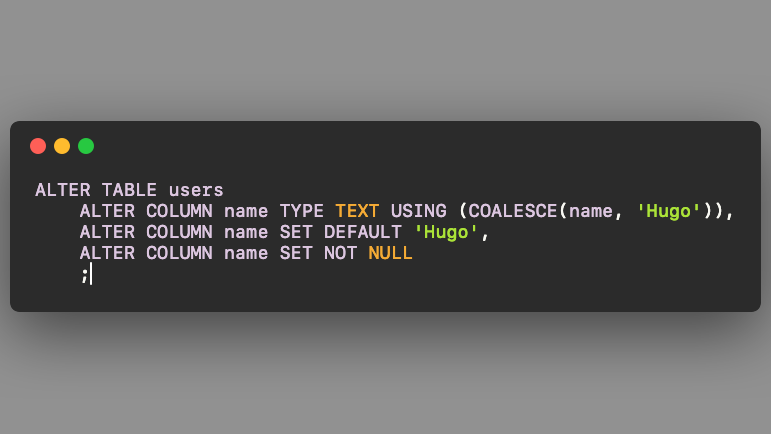 ALTER TABLE users
ALTER COLUMN name TYPE TEXT USING (COALESCE(name, 'Hugo')),
ALTER COLUMN name SET DEFAULT 'Hugo',
ALTER COLUMN name SET NOT NULL
;